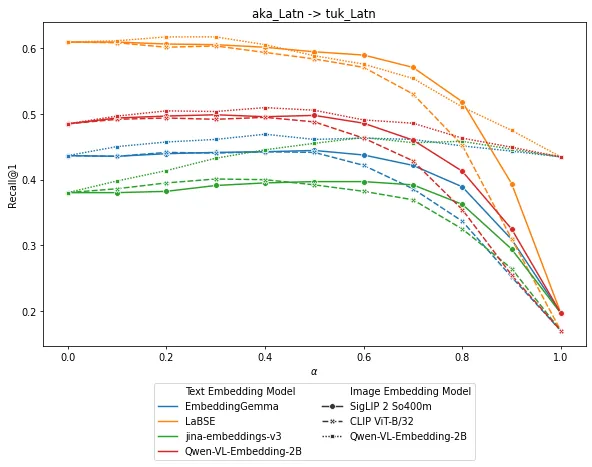 aka_Latn -> tuk_Latn
Recall@1
0.6
0.5
0.4
0.3
0.2
0.0 0.2 0.4 0.6 0.8 1.0
α
Text Embedding Model Image Embedding Model
EmbeddingGemma SigLIP 2 So400m
LaBSE CLIP ViT-B/32
jina-embeddings-v3 Qwen-VL-Embedding-2B
Qwen-VL-Embedding-2B